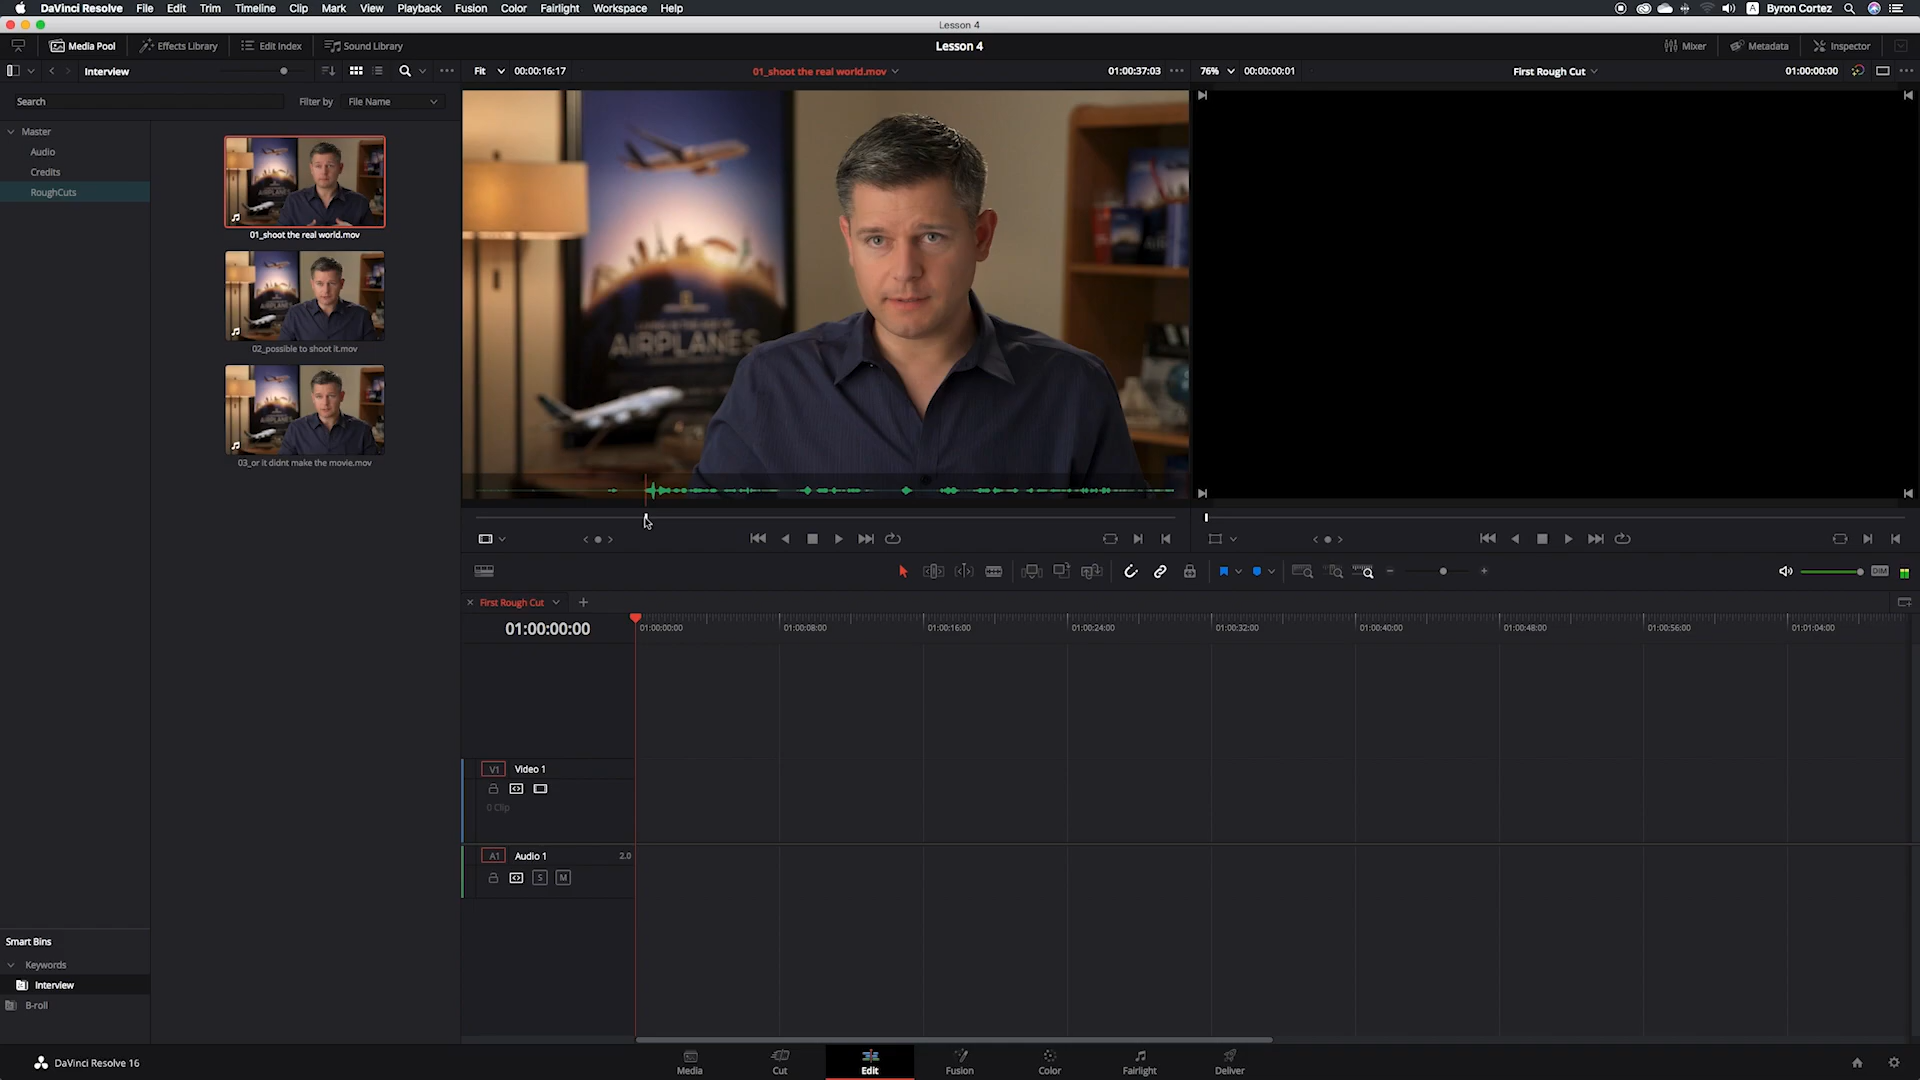 DaVinci Resolve File Edit Trim Timeline Clip Mark View Playback Fusion Color Fairlight Workspace Help
A Byron Cortez
Lesson 4
Media Pool Effects Library Edit Index Sound Library
Lesson 4
Mixer Metadata Inspector
Interview
Fit 00:00:16:17
01_shoot the real world.mov
01:00:37:03
76% 00:00:00:01
First Rough Cut
01:00:00:00
Search
Filter by File Name
Master
Audio
Credits
RoughCuts
01_shoot the real world.mov
02_possible to shoot it.mov
03_or it didnt make the movie.mov
AIRPLANES
First Rough Cut
DIM
01:00:00:00
01:00:00:00 01:00:08:00 01:00:16:00 01:00:24:00 01:00:32:00 01:00:40:00 01:00:48:00 01:00:56:00 01:01:04:00
V1 Video 1
0 Clip
A1 Audio 1 2.0
S M
Smart Bins
Keywords
Interview
B-roll
DaVinci Resolve 16
Media Cut Edit Fusion Color Fairlight Deliver